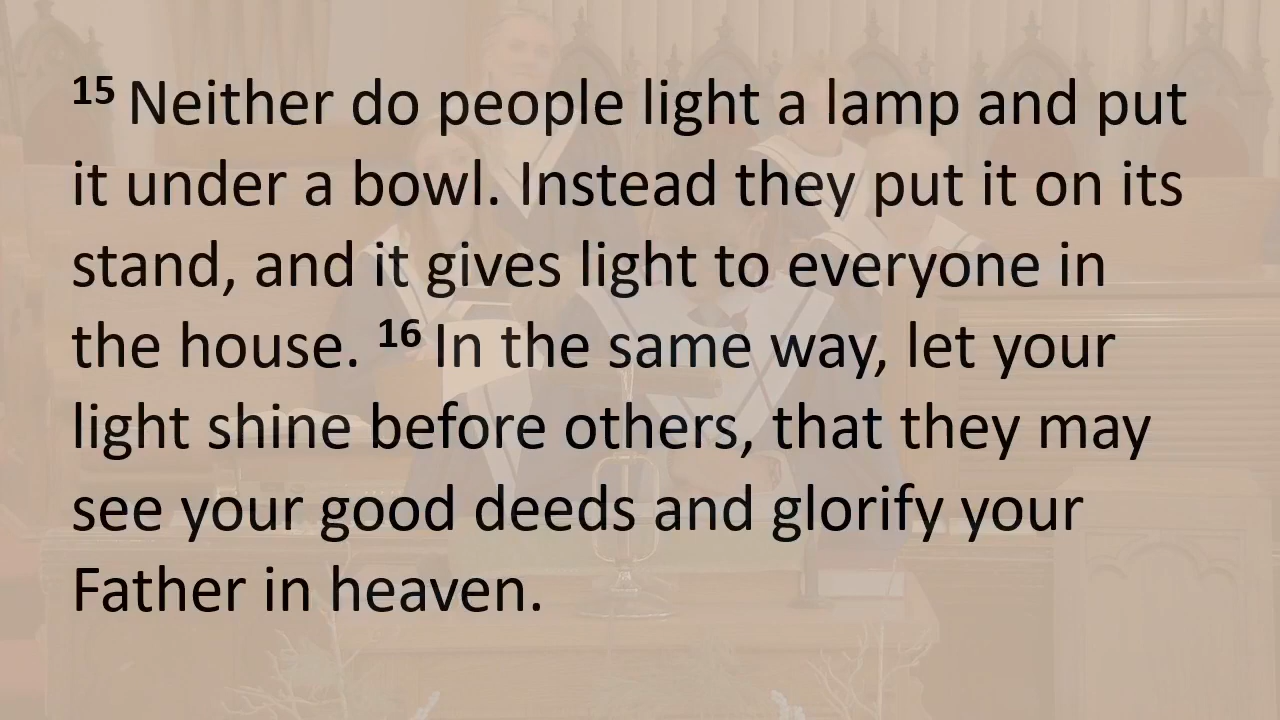 15 Neither do people light a lamp and put
it under a bowl. Instead they put it on its
stand, and it gives light to everyone in
the house. 16 In the same way, let your
light shine before others, that they may
see your good deeds and glorify your
Father in heaven.